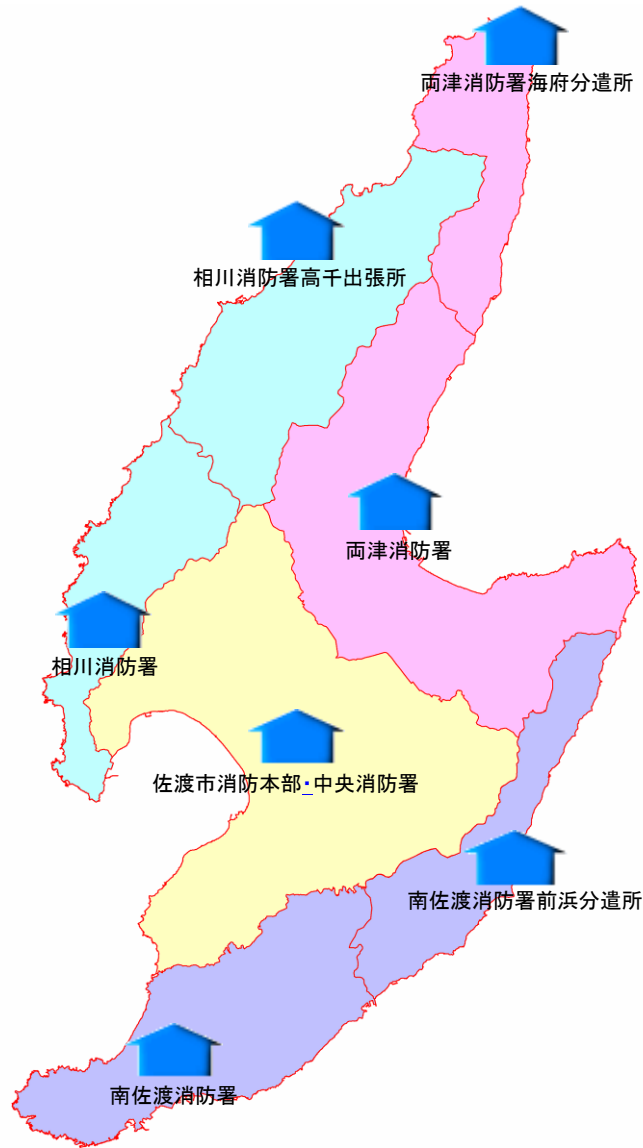 両津消防署海府分遣所
相川消防署高千出張所
両津消防署
相川消防署
佐渡市消防本部・中央消防署
南佐渡消防署前浜分遣所
南佐渡消防署